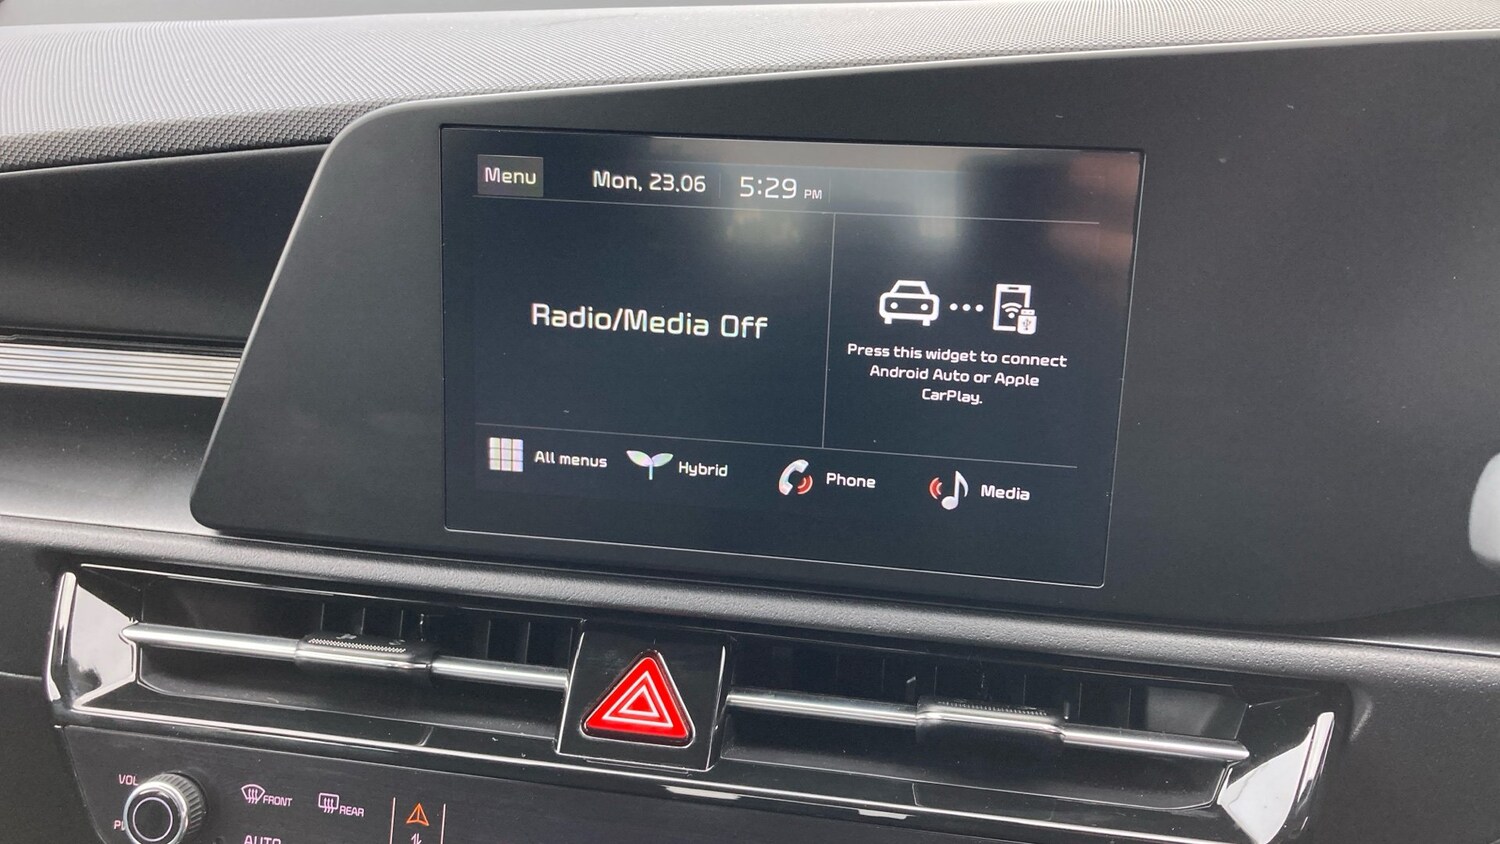 Menu
Mon, 23.06
5:29 PM
Radio/Media Off
Press this widget to connect
Android Auto or Apple
CarPlay.
All menus
Hybrid
Phone
Media
VOL
FRONT
REAR
AUTO